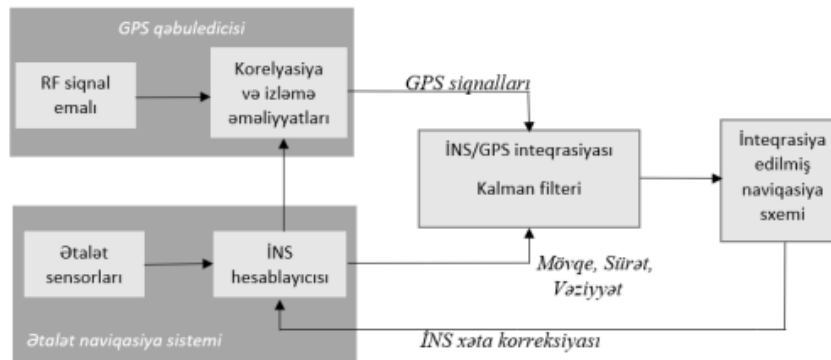 GPS qəbuledicisi
RF siqnal
emalı
Korelyasiya
və izləmə
əməliyyatları
GPS siqnalları
İNS/GPS inteqrasiyası
Kalman filteri
İnteqrasiya
edilmiş
naviqasiya
sxemi
Ətalət
sensorları
İNS
hesablayıcısı
Mövqe, Sürət,
Vəziyyət
Ətalət naviqasiya sistemi
İNS xəta korreksiyası